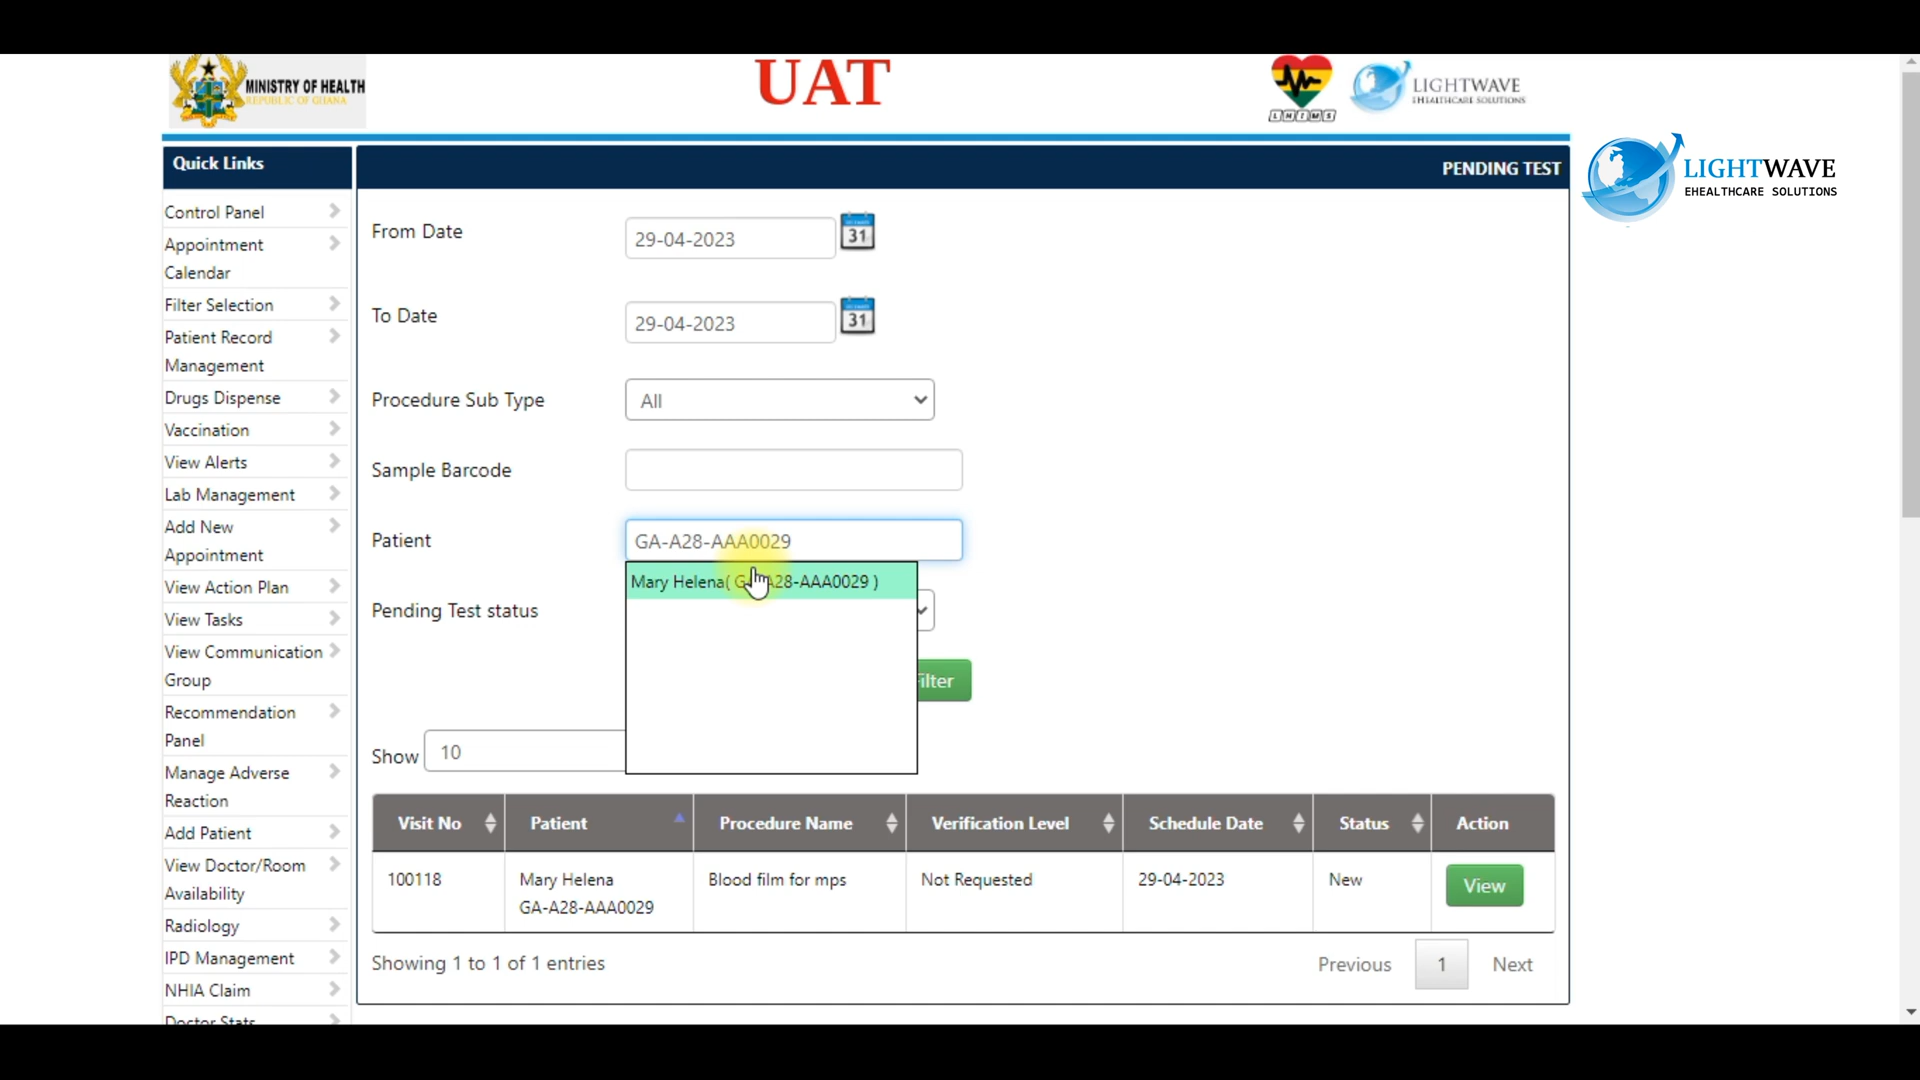 MINISTRY OF HEALTH
REPUBLIC OF GHANA
UAT
LHIMS
LIGHTWAVE
EHEALTHCARE SOLUTIONS
LIGHTWAVE
EHEALTHCARE SOLUTIONS
Quick Links
PENDING TEST
Control Panel
Appointment
Calendar
Filter Selection
Patient Record
Management
Drugs Dispense
Vaccination
View Alerts
Lab Management
Add New
Appointment
View Action Plan
View Tasks
View Communication
Group
Recommendation
Panel
Manage Adverse
Reaction
Add Patient
View Doctor/Room
Availability
Radiology
IPD Management
NHIA Claim
Doctor Stats
From Date
29-04-2023
31
To Date
29-04-2023
31
Procedure Sub Type
All
Sample Barcode
Patient
GA-A28-AAA0029
Mary Helena( GA-A28-AAA0029 )
Pending Test status
Filter
Show 10
Visit No Patient Procedure Name Verification Level Schedule Date Status Action
100118 Mary Helena Blood film for mps Not Requested 29-04-2023 New View
GA-A28-AAA0029
Showing 1 to 1 of 1 entries
Previous 1 Next